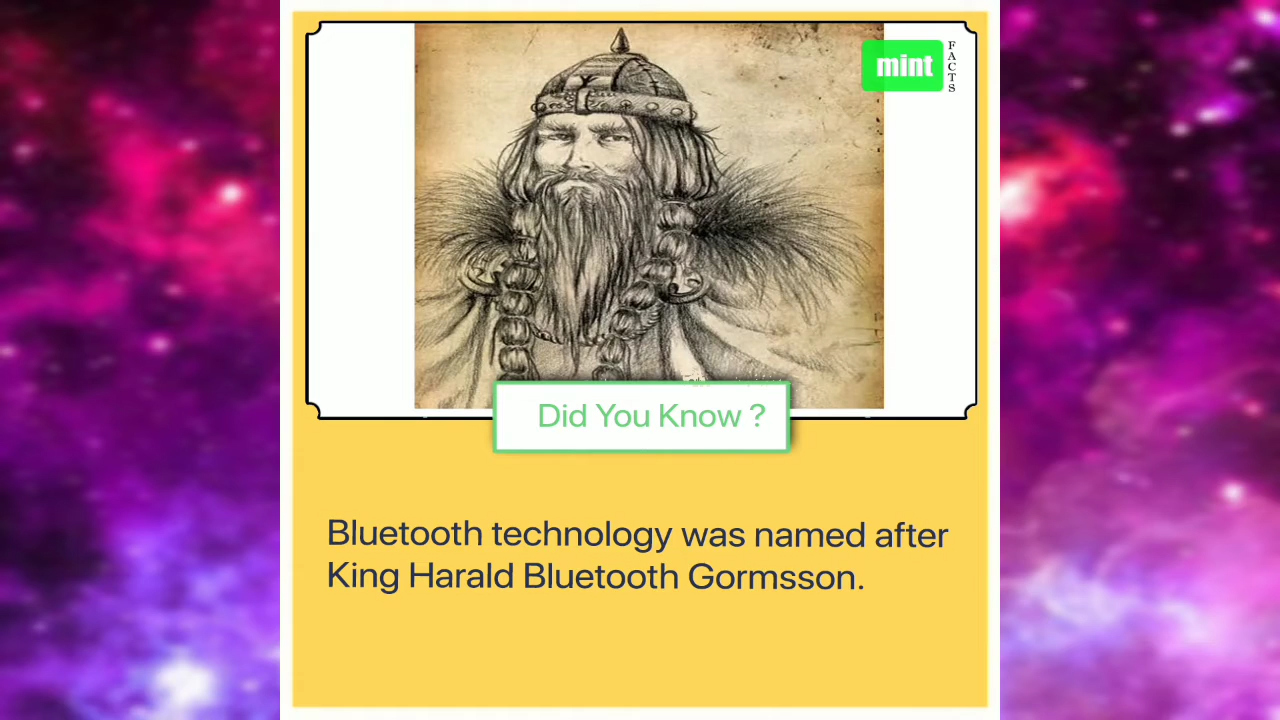 mint
FACTS
Did You Know ?
Bluetooth technology was named after
King Harald Bluetooth Gormsson.